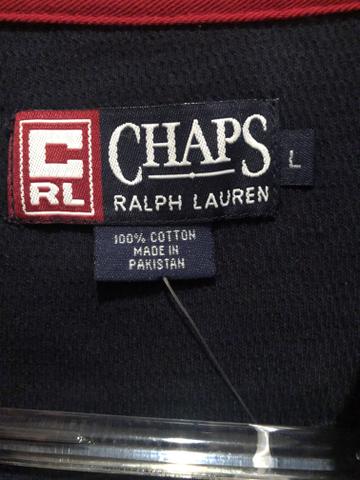 C
RL
CHAPS
RALPH LAUREN
L
100% COTTON
MADE IN
PAKISTAN